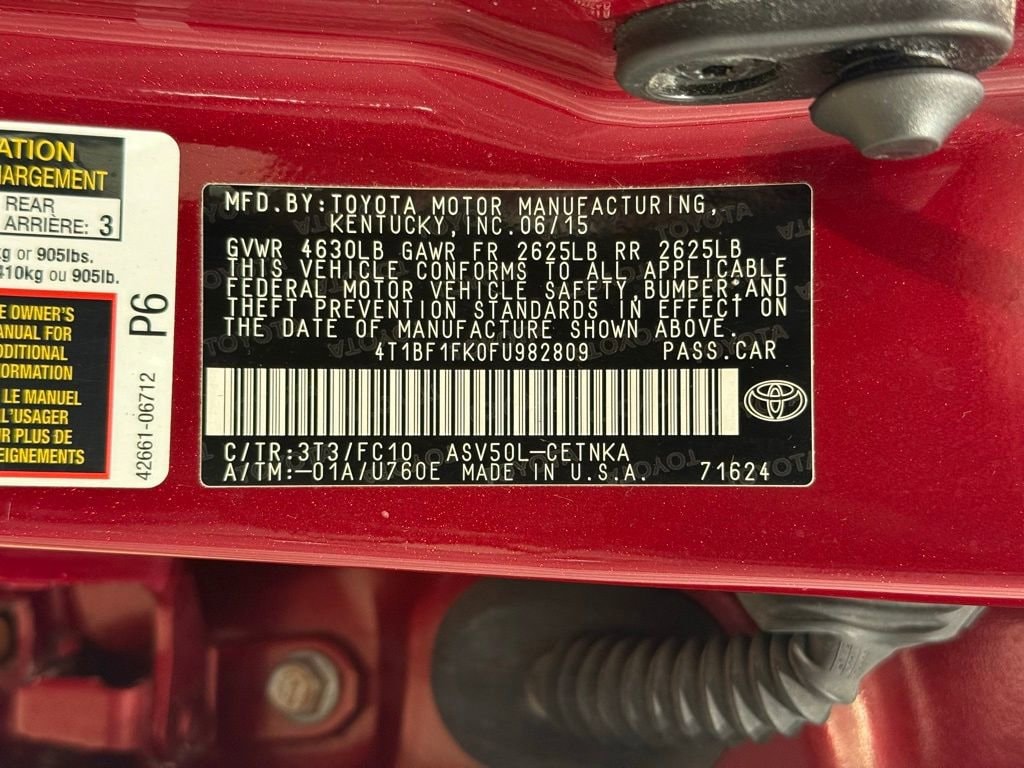 ATION
HARGEMENT
REAR
ARRIÈRE: 3
kg or 905lbs.
410kg ou 905lb.
E OWNER'S
ANUAL FOR
DDITIONAL
ORMATION
LE MANUEL
L'USAGER
R PLUS DE
EIGNEMENTS
P6
42661-06712
MFD.BY:TOYOTA MOTOR MANUFACTURING,
KENTUCKY,INC.06/15
GVWR 4630LB GAWR FR 2625LB RR 2625LB
THIS VEHICLE CONFORMS TO ALL APPLICABLE
FEDERAL MOTOR VEHICLE SAFETY,BUMPER,AND
THEFT PREVENTION STANDARDS IN EFFECT ON
THE DATE OF MANUFACTURE SHOWN ABOVE.
4T1BF1FK0FU982809 PASS.CAR
C/TR:3T3/FC10 ASV50L-CETNKA
A/TM:-01A/U760E MADE IN U.S.A. 71624